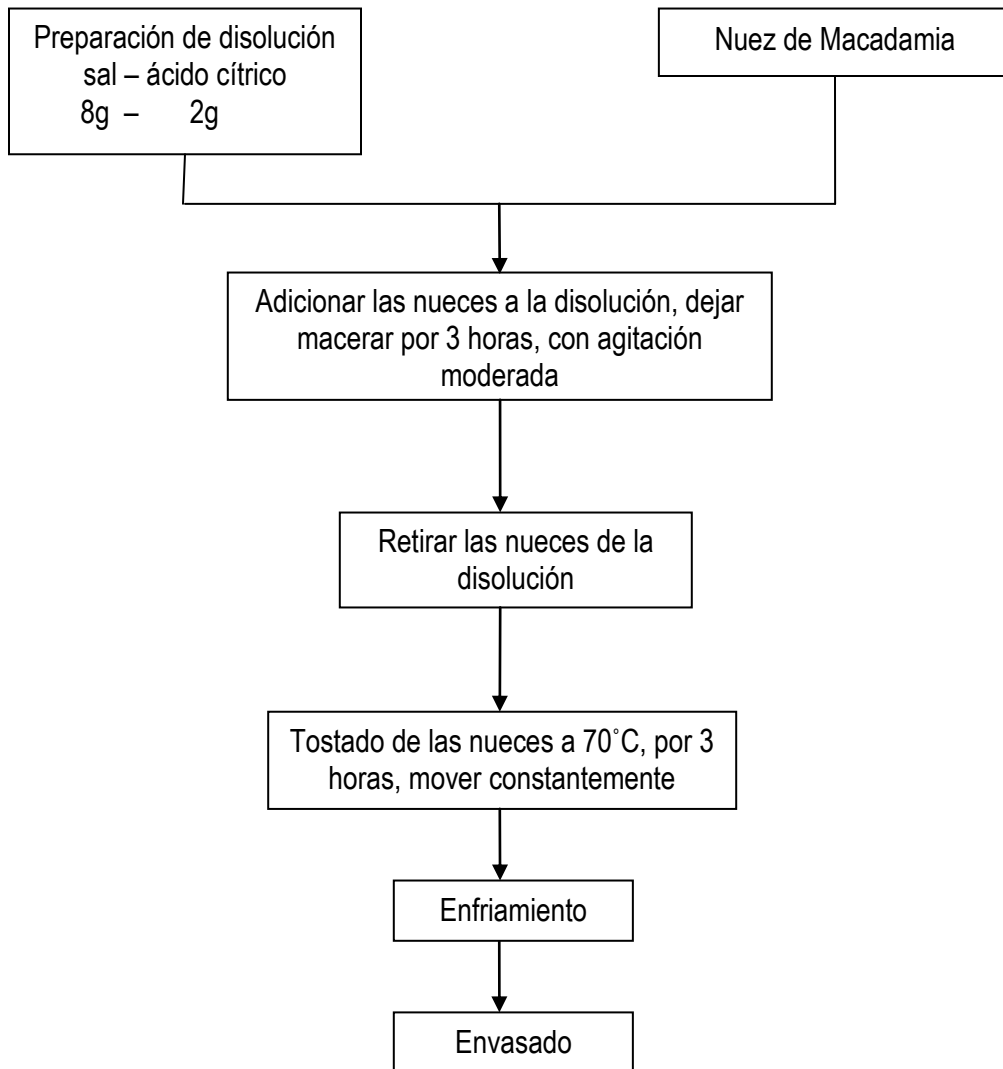 Preparación de disolución
sal – ácido cítrico
8g – 2g
Nuez de Macadamia
Adicionar las nueces a la disolución, dejar
macerar por 3 horas, con agitación
moderada
Retirar las nueces de la
disolución
Tostado de las nueces a 70˚C, por 3
horas, mover constantemente
Enfriamiento
Envasado